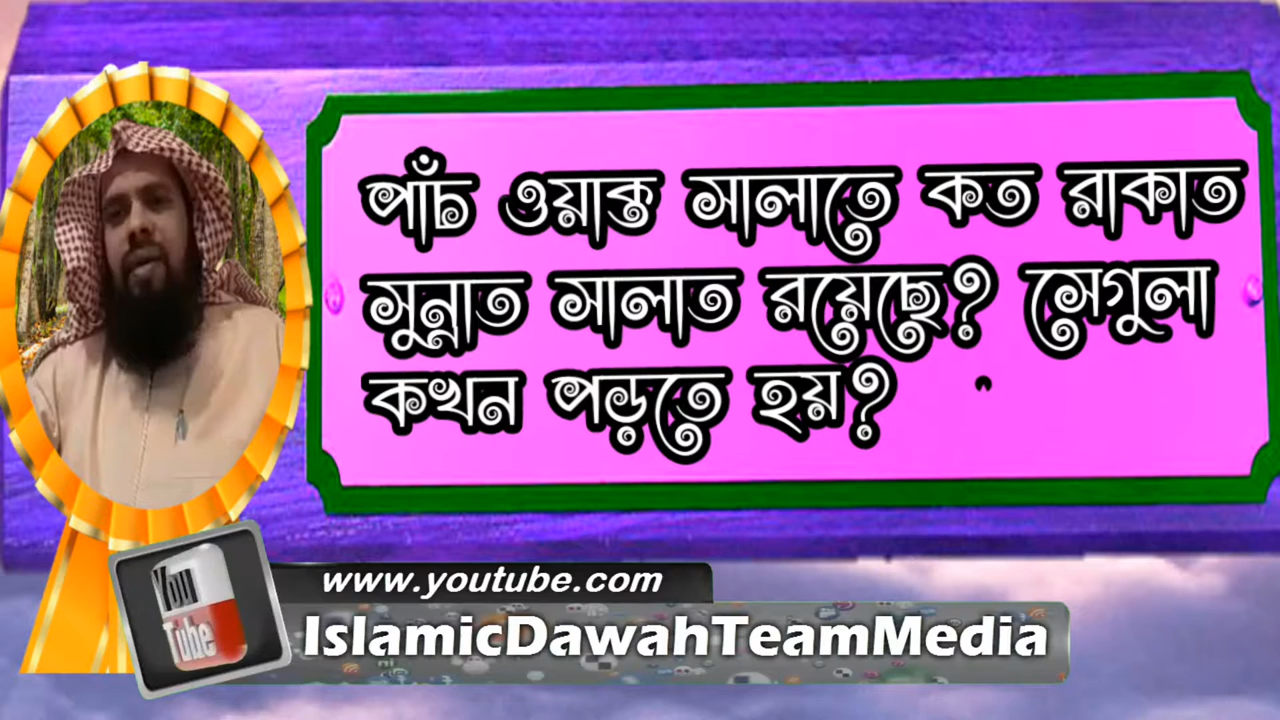 পাঁচ ওয়াক্ত সালাতে কত রাকাত
সুন্নাত সালাত রয়েছে? সেগুলা
কখন পড়তে হয়?
You
Tube
www.youtube.com
IslamicDawahTeamMedia